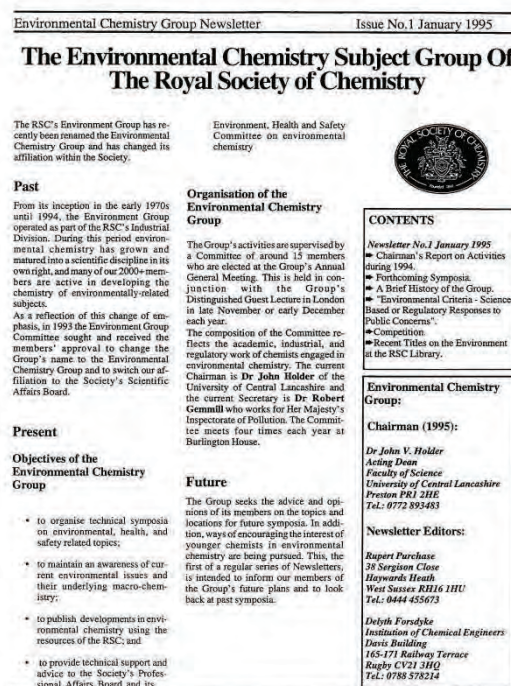 Environmental Chemistry Group Newsletter Issue No.1 January 1995
The Environmental Chemistry Subject Group Of
The Royal Society of Chemistry
The RSC's Environment Group has re-
cently been renamed the Environmental
Chemistry Group and has changed its
affiliation within the Society.
Past
From its inception in the early 1970s
until 1994, the Environment Group
operated as part of the RSC's Industrial
Division. During this period environ-
mental chemistry has grown and
matured into a scientific discipline in its
own right, and many of our 2000+ mem-
bers are active in developing the
chemistry of environmentally-related
subjects.
As a reflection of this change of em-
phasis, in 1993 the Environment Group
Committee sought and received the
members' approval to change the
Group's name to the Environmental
Chemistry Group and to switch our af-
filiation to the Society's Scientific
Affairs Board.
Present
Objectives of the
Environmental Chemistry
Group
• to organise technical symposia
on environmental, health, and
safety related topics;
• to maintain an awareness of cur-
rent environmental issues and
their underlying macro-chem-
istry;
• to publish developments in envi-
ronmental chemistry using the
resources of the RSC; and
• to provide technical support and
advice to the Society's Profes-
sional Affairs Board and its
Environment, Health and Safety
Committee on environmental
chemistry
Organisation of the
Environmental Chemistry
Group
The Group's activities are supervised by
a Committee of around 15 members
who are elected at the Group's Annual
General Meeting. This is held in con-
junction with the Group's
Distinguished Guest Lecture in London
in late November or early December
each year.
The composition of the Committee re-
flects the academic, industrial, and
regulatory work of chemists engaged in
environmental chemistry. The current
Chairman is Dr John Holder of the
University of Central Lancashire and
the current Secretary is Dr Robert
Gemmill who works for Her Majesty's
Inspectorate of Pollution. The Commit-
tee meets four times each year at
Burlington House.
Future
The Group seeks the advice and opi-
nions of its members on the topics and
locations for future symposia. In addi-
tion, ways of encouraging the interest of
younger chemists in environmental
chemistry are being pursued. This, the
first of a regular series of Newsletters,
is intended to inform our members of
the Group's future plans and to look
back at past symposia.
THE ROYAL SOCIETY OF CHEMISTRY
CONTENTS
Newsletter No.1 January 1995
➨ Chairman's Report on Activities
during 1994.
➨ Forthcoming Symposia.
➨ A Brief History of the Group.
➨ "Environmental Criteria - Science
Based or Regulatory Responses to
Public Concerns".
➨Competition.
➨Recent Titles on the Environment
at the RSC Library.
Environmental Chemistry
Group:
Chairman (1995):
Dr John V. Holder
Acting Dean
Faculty of Science
University of Central Lancashire
Preston PR1 2HE
Tel.: 0772 893483
Newsletter Editors:
Rupert Purchase
38 Sergison Close
Haywards Heath
West Sussex RH16 1HU
Tel.: 0444 455673
Delyth Forsdyke
Institution of Chemical Engineers
Davis Building
165-171 Railway Terrace
Rugby CV21 3HQ
Tel.: 0788 578214